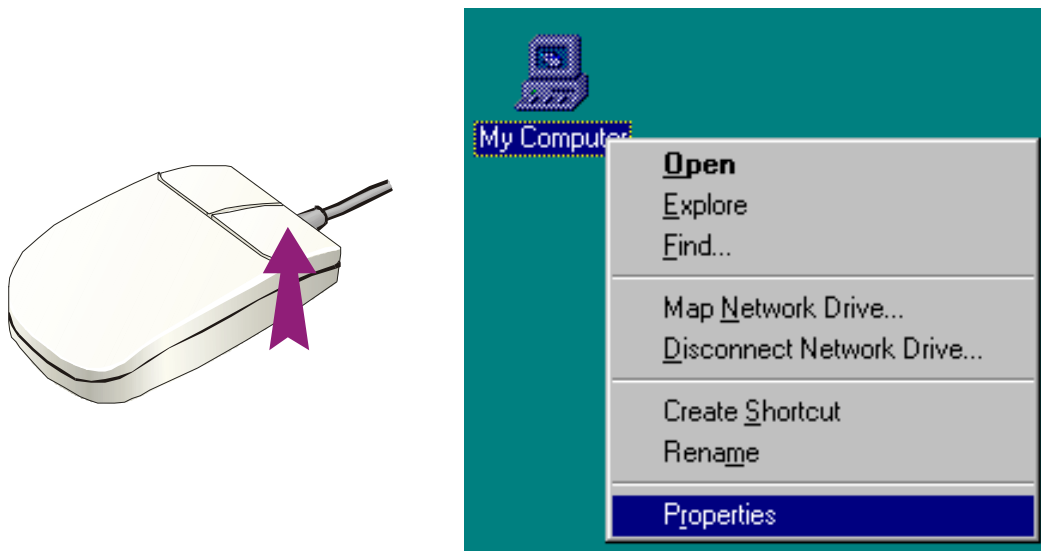 My Computer
Open
Explore
Find...
Map Network Drive...
Disconnect Network Drive...
Create Shortcut
Rename
Properties